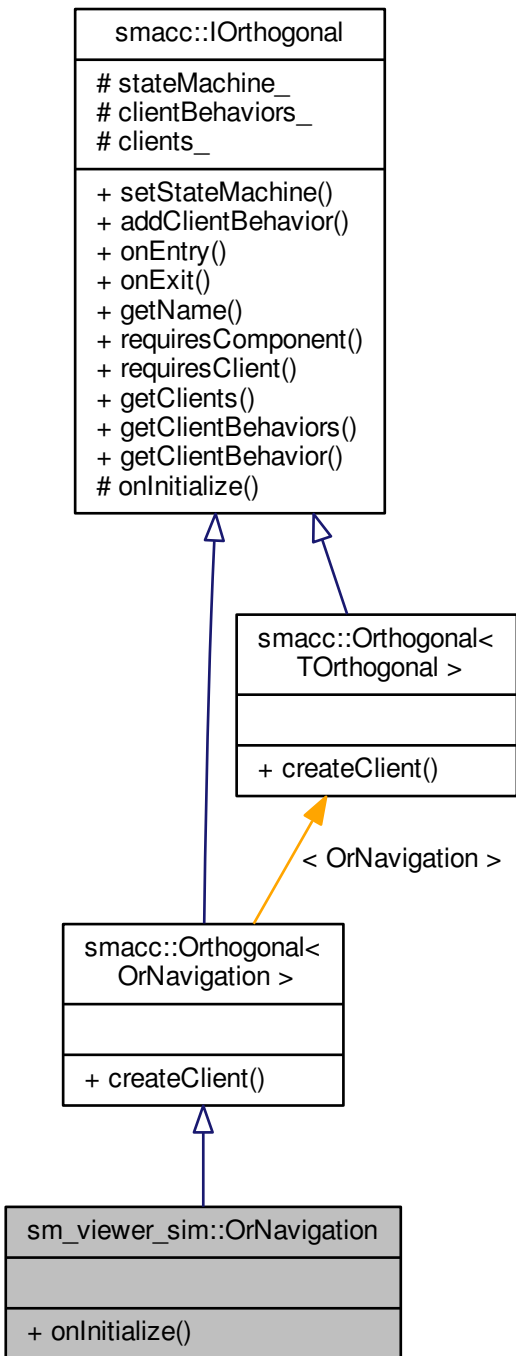 smacc::IOrthogonal
# stateMachine_
# clientBehaviors_
# clients_
+ setStateMachine()
+ addClientBehavior()
+ onEntry()
+ onExit()
+ getName()
+ requiresComponent()
+ requiresClient()
+ getClients()
+ getClientBehaviors()
+ getClientBehavior()
# onInitialize()
smacc::Orthogonal<
TOrthogonal >
+ createClient()
< OrNavigation >
smacc::Orthogonal<
OrNavigation >
+ createClient()
sm_viewer_sim::OrNavigation
+ onInitialize()